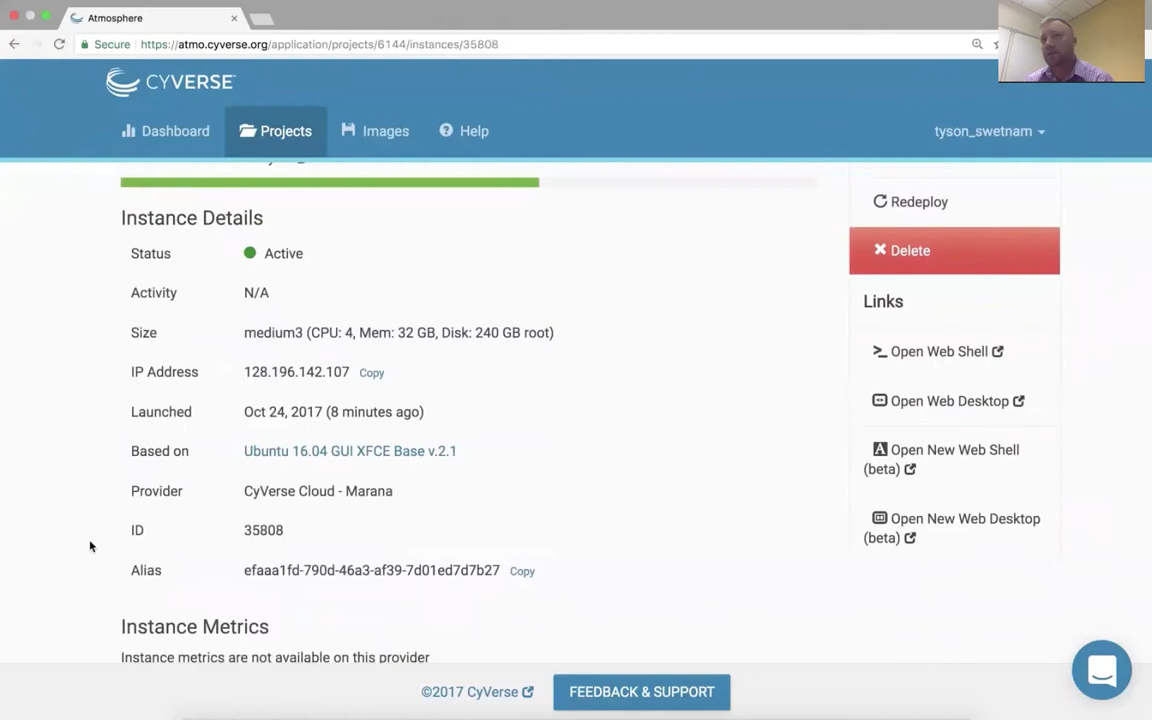 Atmosphere
Secure https://atmo.cyverse.org/application/projects/6144/instances/35808
CYVERSE
Dashboard Projects Images Help tyson_swetnam
Instance Details
Status Active
Activity N/A
Size medium3 (CPU: 4, Mem: 32 GB, Disk: 240 GB root)
IP Address 128.196.142.107 Copy
Launched Oct 24, 2017 (8 minutes ago)
Based on Ubuntu 16.04 GUI XFCE Base v.2.1
Provider CyVerse Cloud - Marana
ID 35808
Alias efaaa1fd-790d-46a3-af39-7d01ed7d7b27 Copy
Instance Metrics
Instance metrics are not available on this provider
Redeploy
Delete
Links
Open Web Shell
Open Web Desktop
Open New Web Shell
(beta)
Open New Web Desktop
(beta)
©2017 CyVerse FEEDBACK & SUPPORT